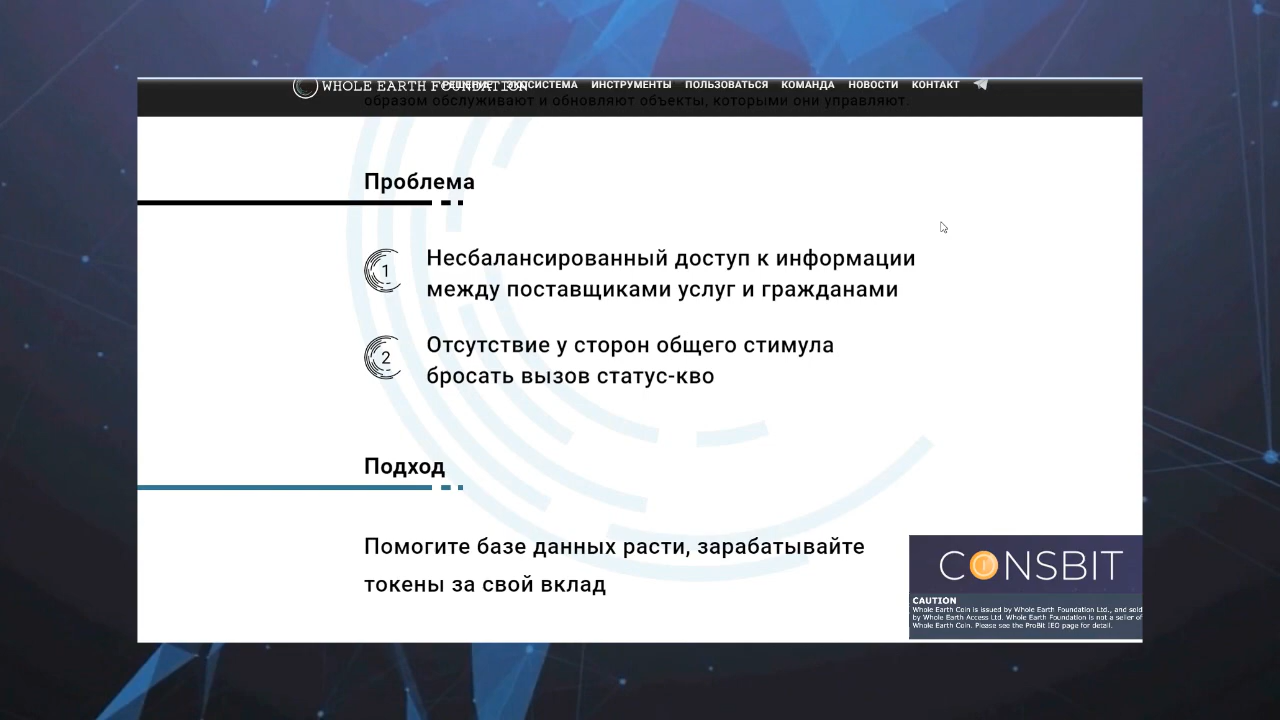 WHOLE EARTH FOUNDATION
РЕШЕНИЕ ЭКОСИСТЕМА ИНСТРУМЕНТЫ ПОЛЬЗОВАТЬСЯ КОМАНДА НОВОСТИ КОНТАКТ
образом обслуживают и обновляют объекты, которыми они управляют.
Проблема
1
Несбалансированный доступ к информации
между поставщиками услуг и гражданами
2
Отсутствие у сторон общего стимула
бросать вызов статус-кво
Подход
Помогите базе данных расти, зарабатывайте
токены за свой вклад
CONSBIT
CAUTION
Whole Earth Coin is issued by Whole Earth Foundation Ltd., and sold
by Whole Earth Access Ltd. Whole Earth Foundation is not a seller of
Whole Earth Coin. Please see the ProBit IEO page for detail.